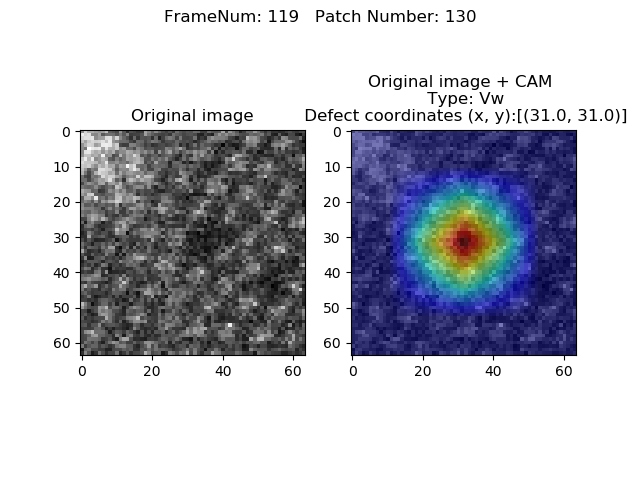 FrameNum: 119   Patch Number: 130
Original image
0
10
20
30
40
50
60
0 20 40 60
Original image + CAM
Type: Vw
Defect coordinates (x, y):[(31.0, 31.0)]
0
10
20
30
40
50
60
0 20 40 60